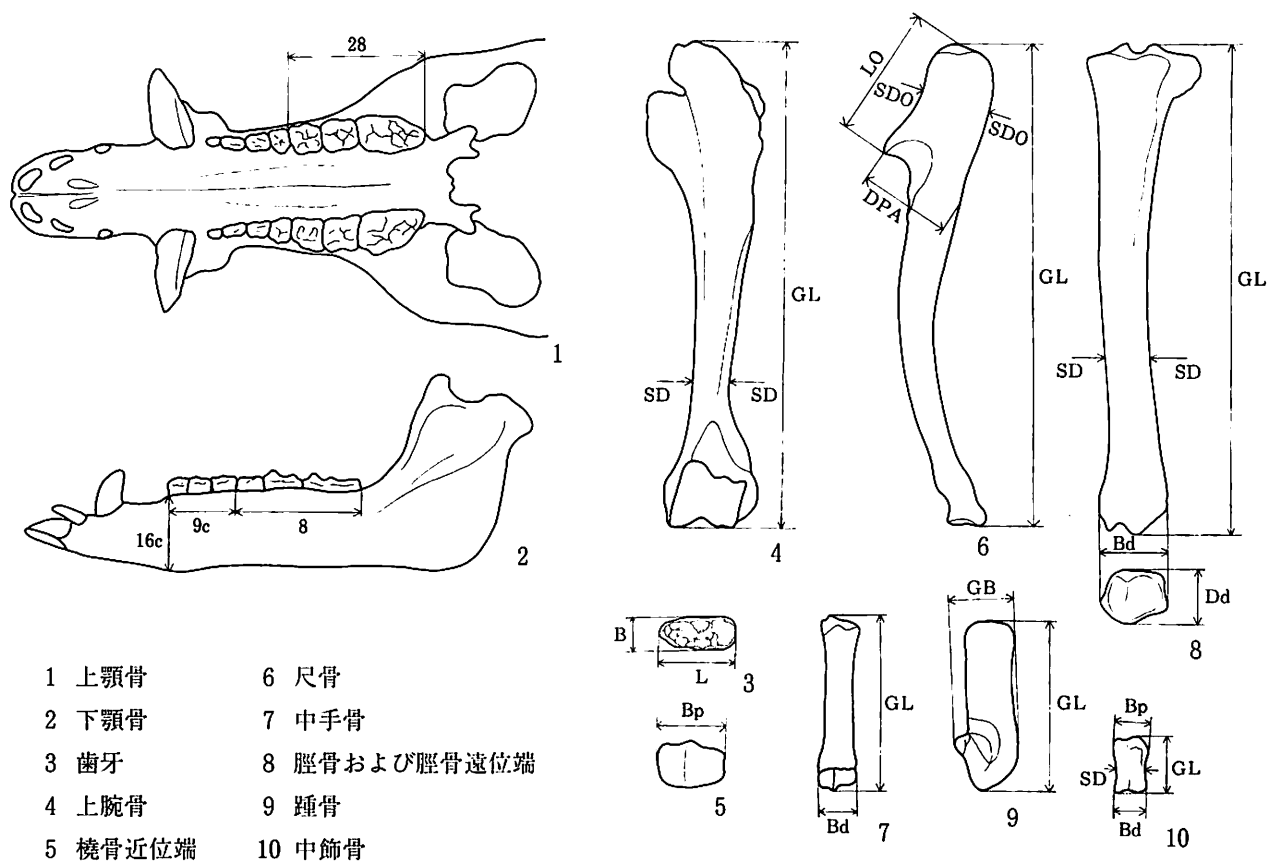 28
1
9c
8
16c
2
GL
SD
SD
4
LO
SDO
SDO
DPA
GL
6
GL
SD
SD
Bd
Dd
8
B
L
3
Bp
5
GL
Bd
7
GB
GL
9
Bp
SD
GL
Bd
10
1 上顎骨
2 下顎骨
3 歯牙
4 上腕骨
5 橈骨近位端
6 尺骨
7 中手骨
8 脛骨および脛骨遠位端
9 踵骨
10 中飾骨